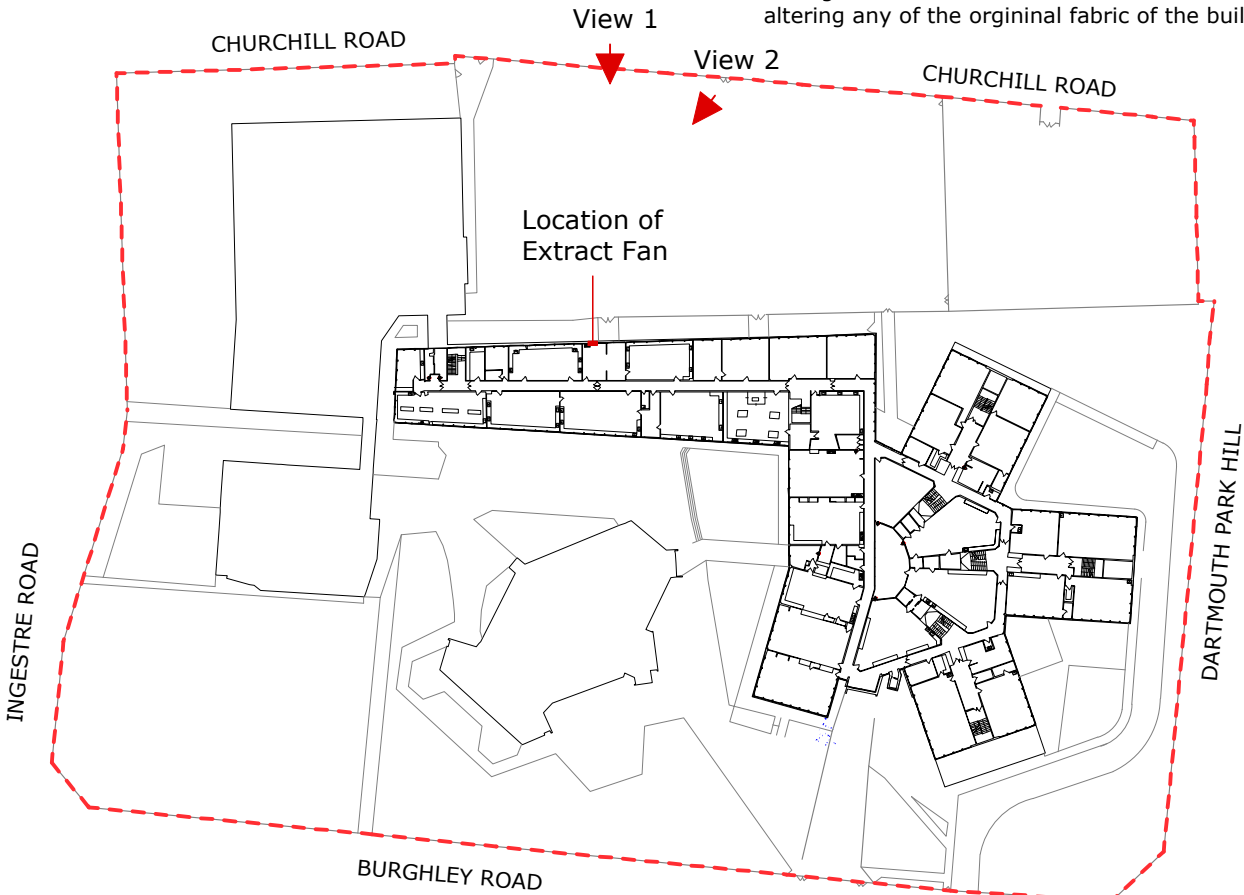 altering any of the orgininal fabric of the buil
View 1
View 2
CHURCHILL ROAD
CHURCHILL ROAD
Location of
Extract Fan
INGESTRE ROAD
DARTMOUTH PARK HILL
BURGHLEY ROAD